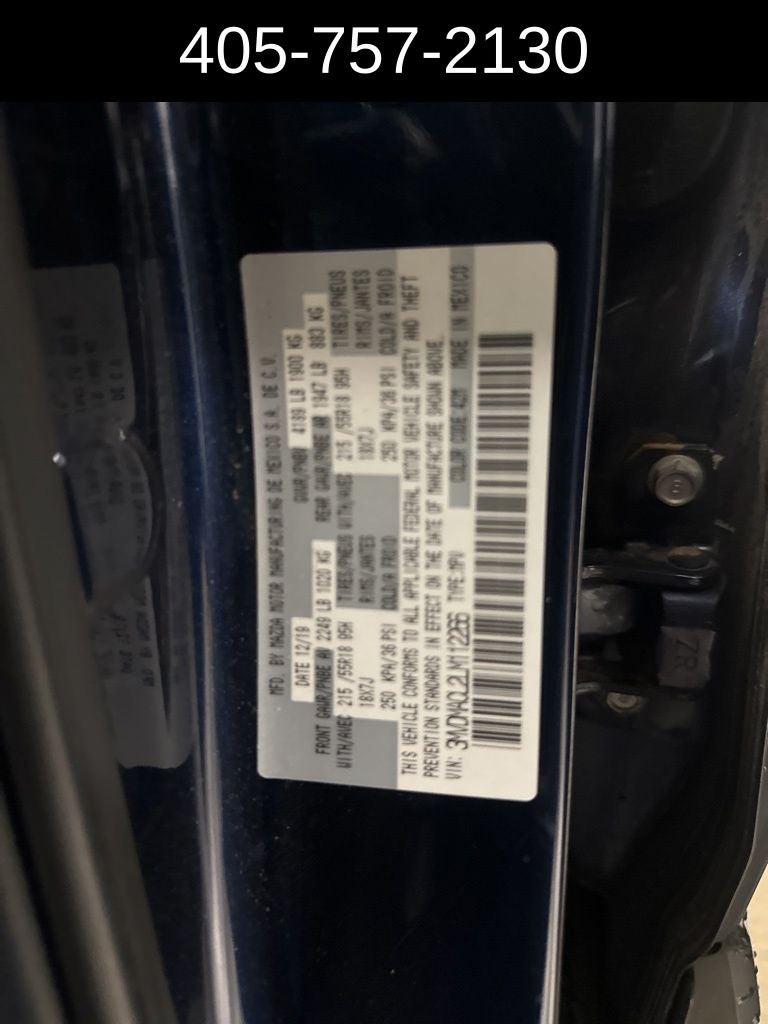 405-757-2130
MFD. BY MAZDA MOTOR MANUFACTURING DE MEXICO S.A. DE C.V.
DATE 12/19 GVWR/PNBV 4189 LB 1900 KG
FRONT GAWR/PNBE AV 2249 LB 1020 KG REAR GAWR/PNBE AR 1947 LB 883 KG
WITH/AVEC 215 /55R18 95H TIRES/PNEUS WITH/AVEC 215 /55R18 95H TIRES/PNEUS
18X7J RIMS/JANTES 18X7J RIMS/JANTES
250 KPA/36 PSI COLD/A FROID 250 KPA/36 PSI COLD/A FROID
THIS VEHICLE CONFORMS TO ALL APPLICABLE FEDERAL MOTOR VEHICLE SAFETY AND THEFT
PREVENTION STANDARDS IN EFFECT ON THE DATE OF MANUFACTURE SHOWN ABOVE.
VIN: TYPE:MPV COLOR CODE:42M MADE IN MEXICO
8
ZR